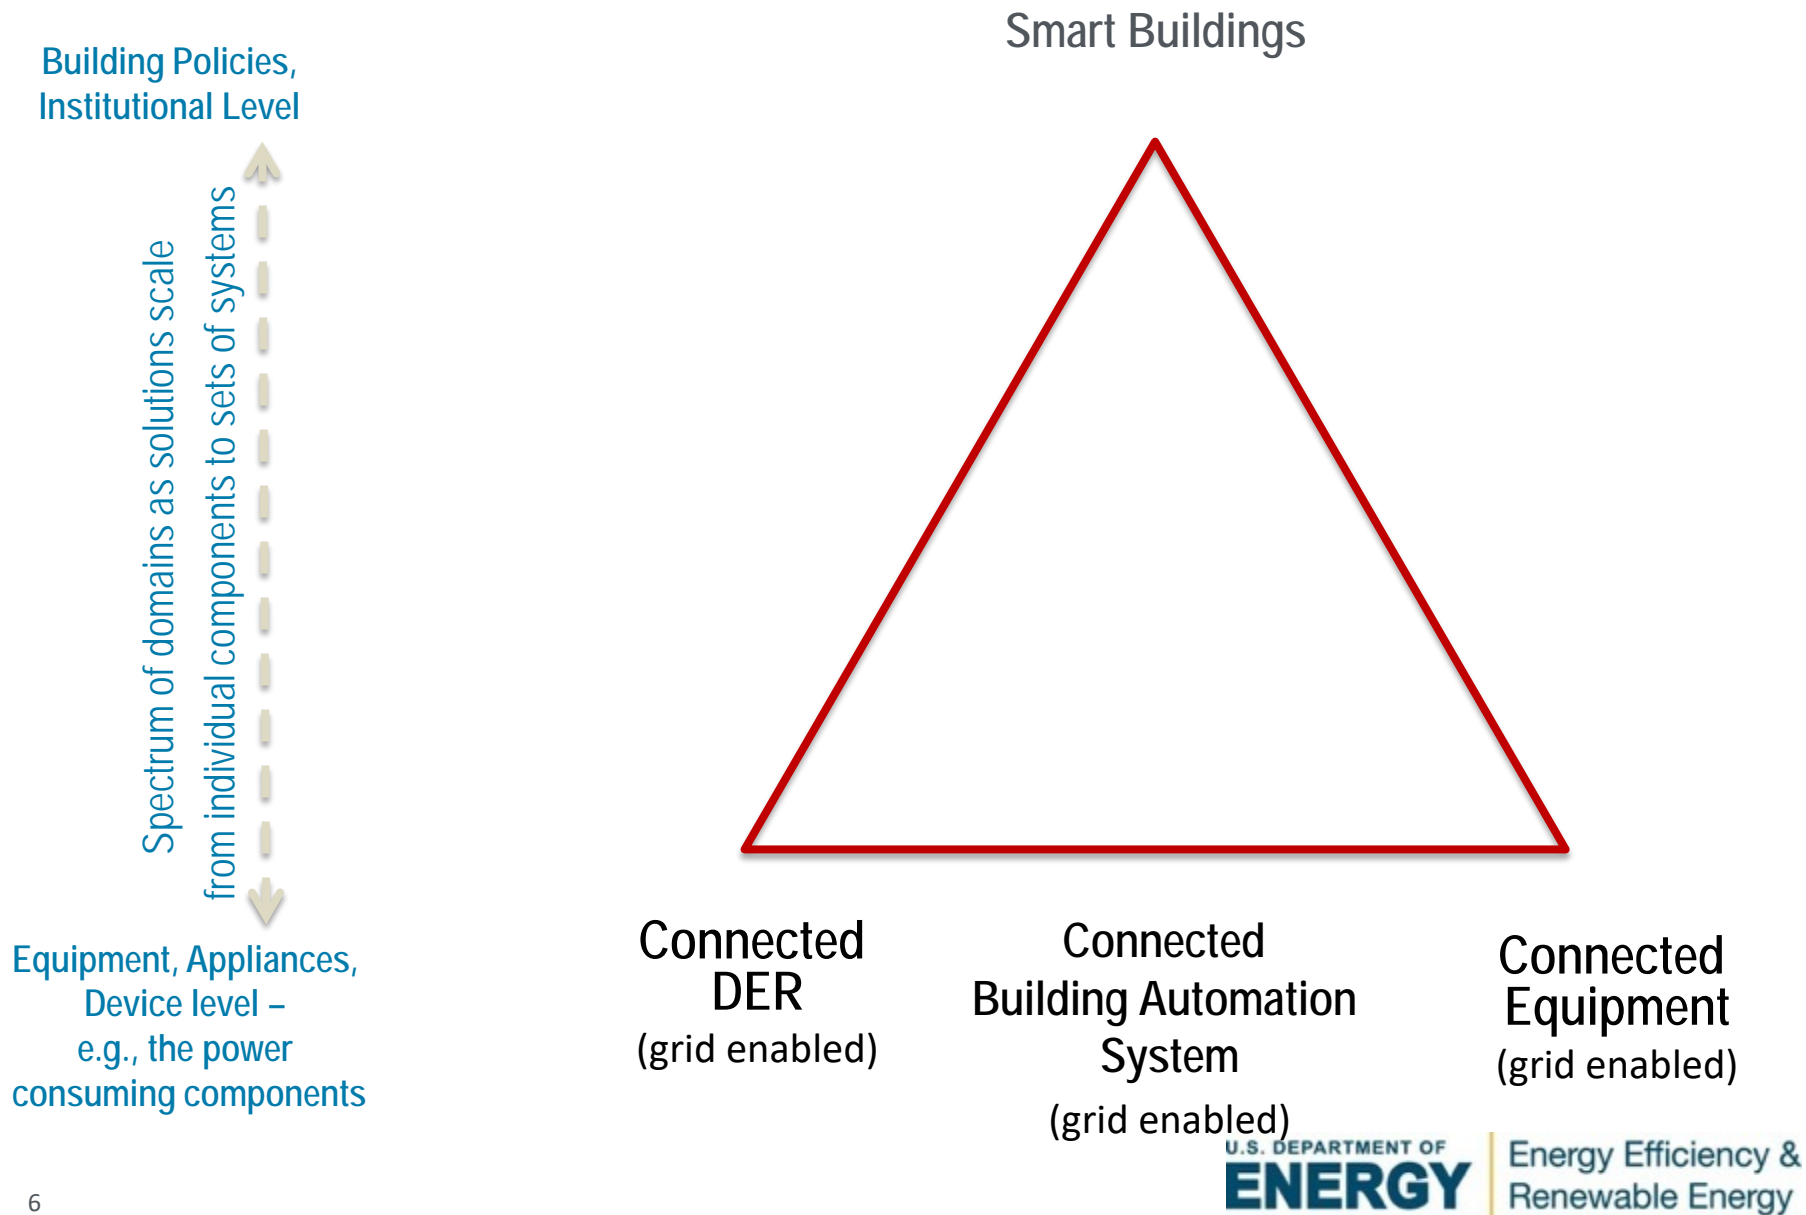 Smart Buildings
Building Policies,
Institutional Level
Spectrum of domains as solutions scale
from individual components to sets of systems
Equipment, Appliances,
Device level –
e.g., the power
consuming components
Connected
DER
(grid enabled)
Connected
Building Automation
System
(grid enabled)
Connected
Equipment
(grid enabled)
U.S. DEPARTMENT OF
ENERGY
Energy Efficiency &
Renewable Energy
6